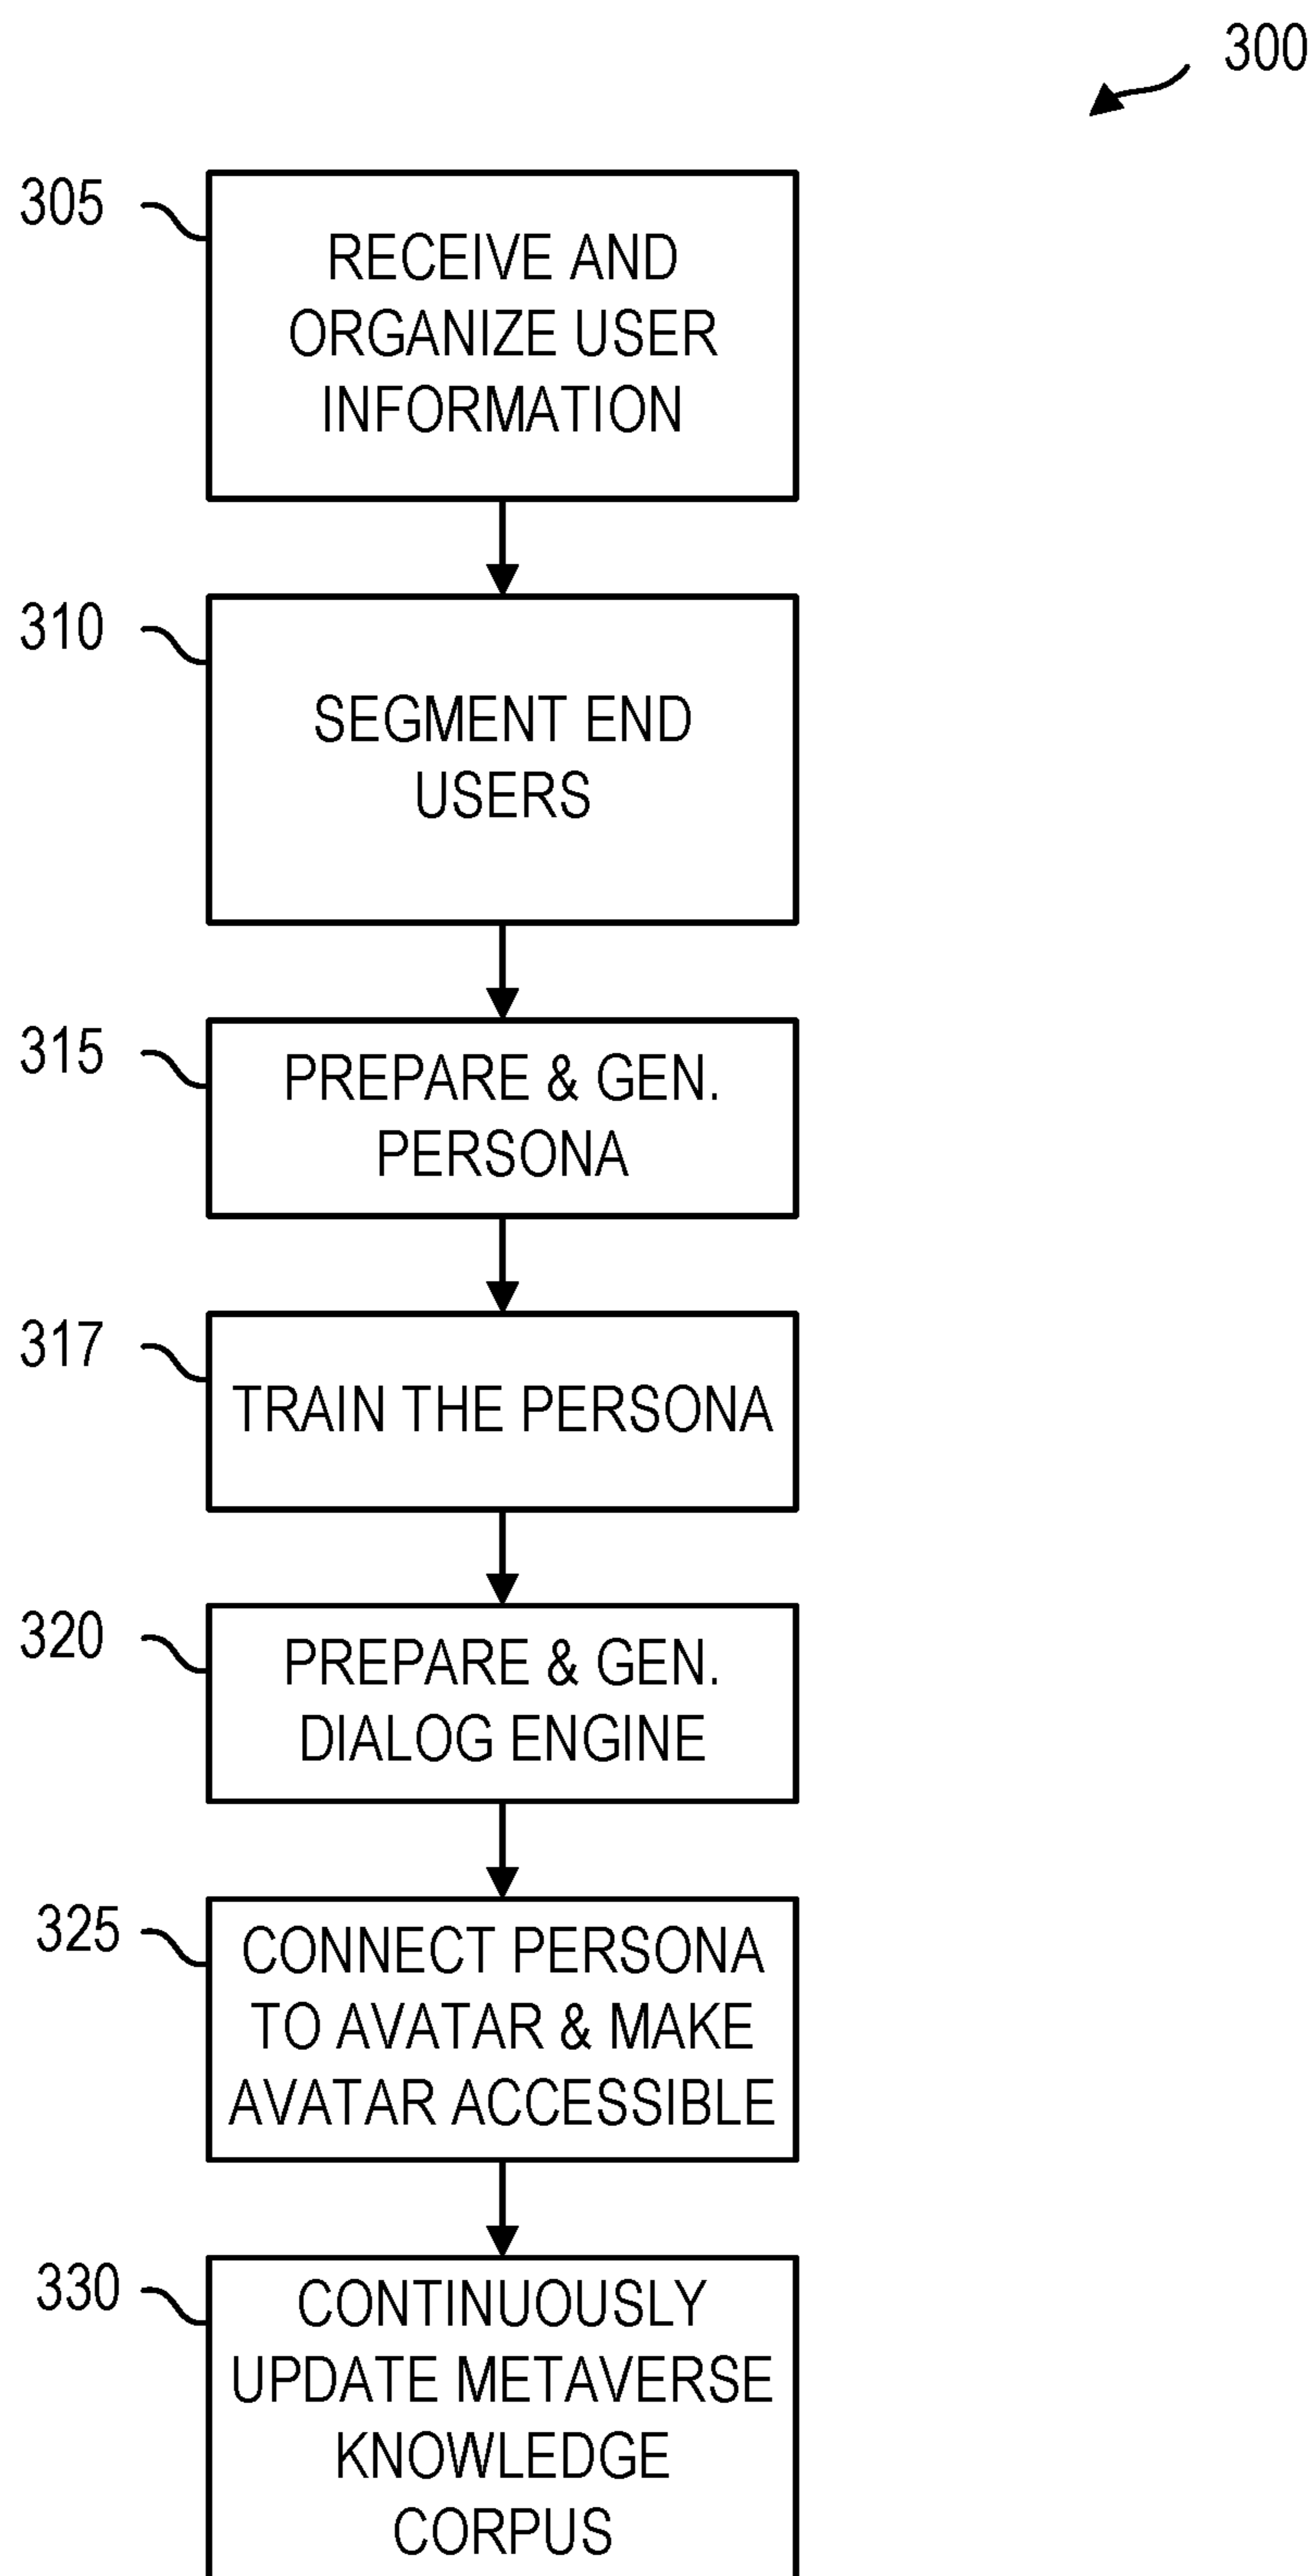 300
305
RECEIVE AND
ORGANIZE USER
INFORMATION
310
SEGMENT END
USERS
315
PREPARE & GEN.
PERSONA
317
TRAIN THE PERSONA
320
PREPARE & GEN.
DIALOG ENGINE
325
CONNECT PERSONA
TO AVATAR & MAKE
AVATAR ACCESSIBLE
330
CONTINUOUSLY
UPDATE METAVERSE
KNOWLEDGE
CORPUS